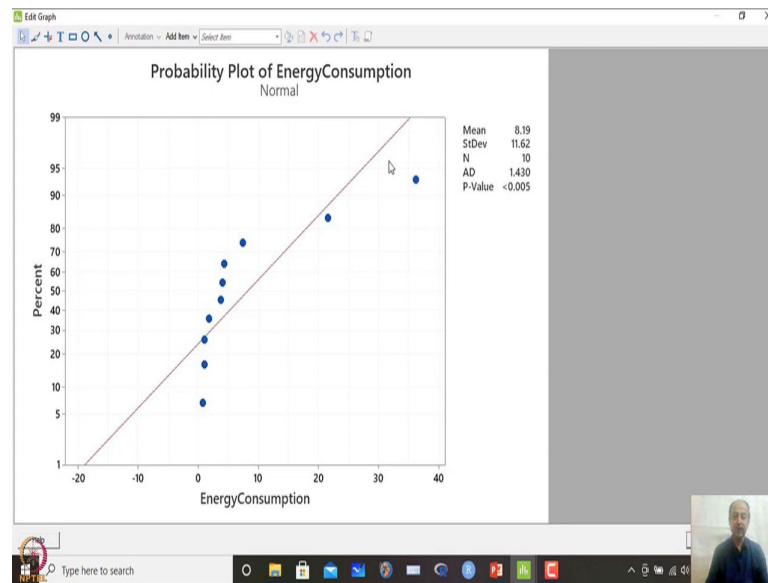 Edit Graph
T Annotation Add Item Select Item
Probability Plot of EnergyConsumption
Normal
99
95
90
80
70
60
50
40
30
20
10
5
1
Percent
-20 -10 0 10 20 30 40
EnergyConsumption
Mean 8.19
StDev 11.62
N 10
AD 1.430
P-Value <0.005
NPTEL
Type here to search